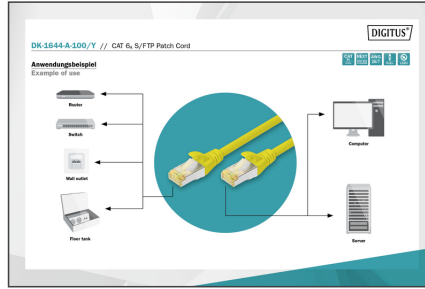 DIGITUS®
DK-1644-A-100/Y // CAT 6A S/FTP Patch Cord
Anwendungsbeispiel
Example of use
Router
Switch
Wall outlet
Floor tank
Computer
Server